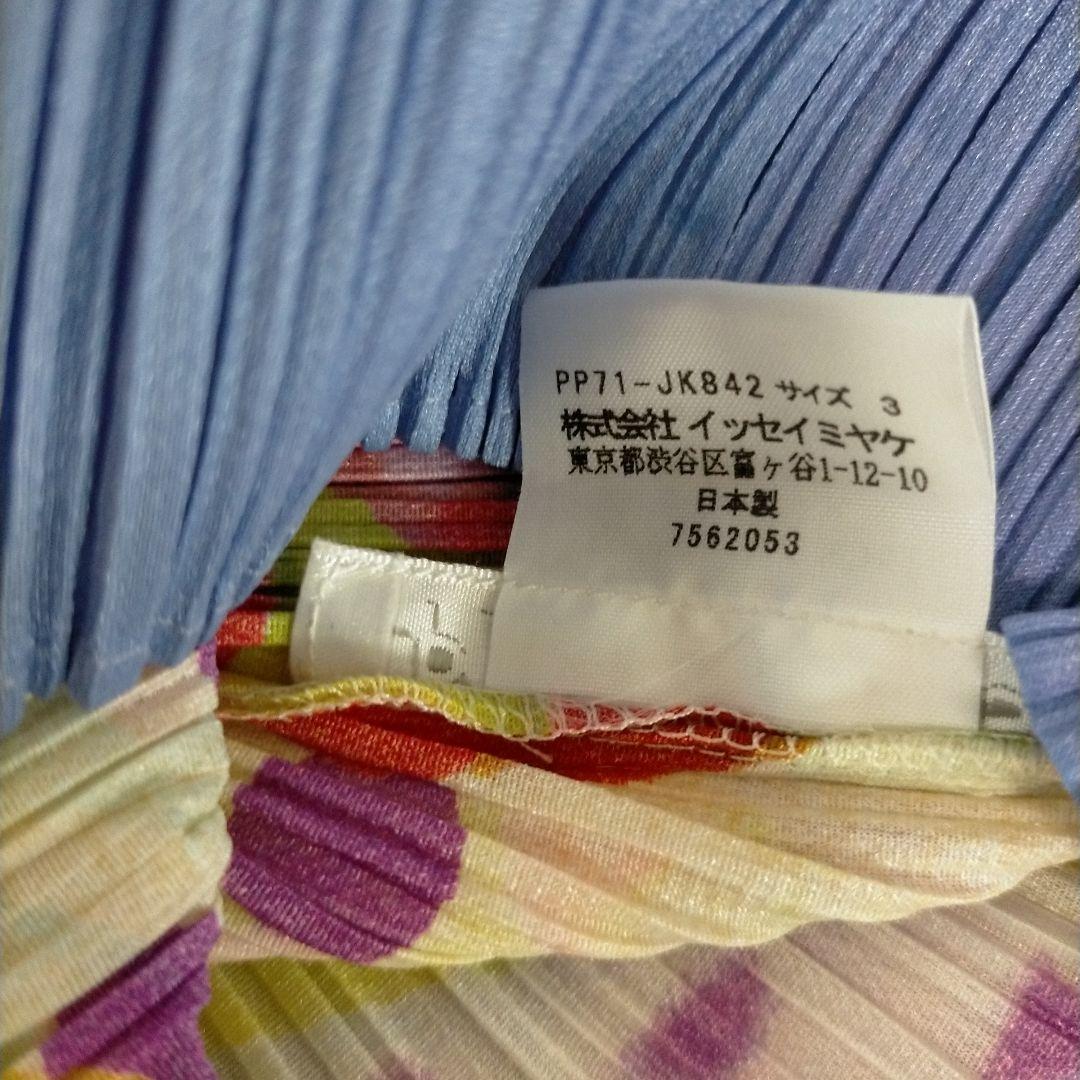 PP71-JK842 サイズ 3
株式会社 イッセイ ミヤケ
東京都渋谷区富ヶ谷1-12-10
日本製
7562053